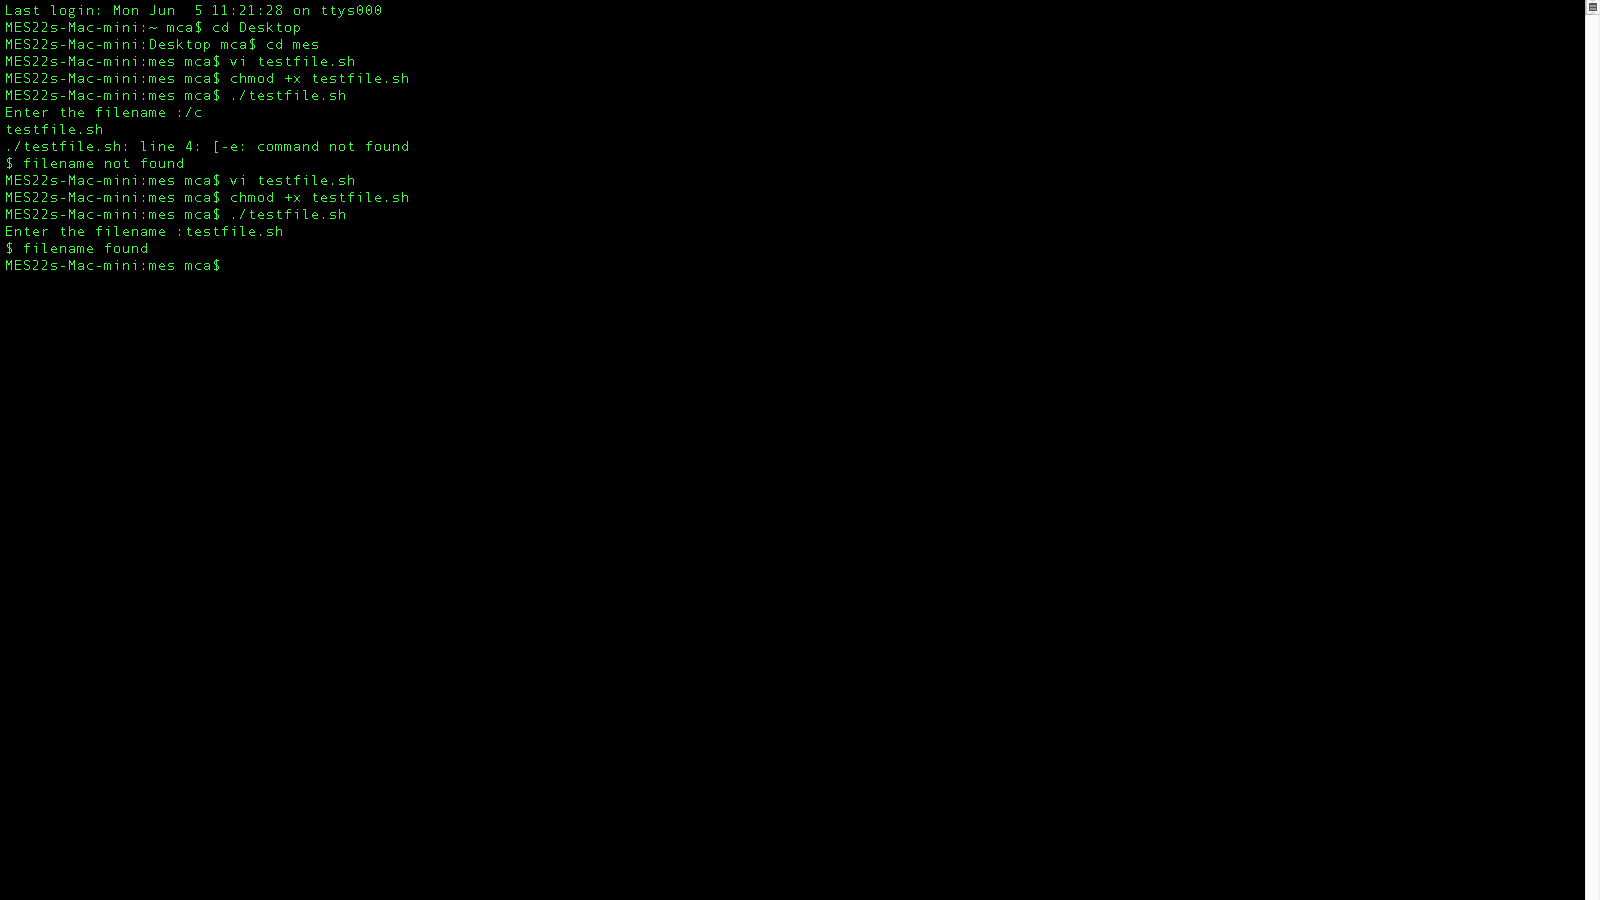 Last login: Mon Jun  5 11:21:28 on ttys000
MES22s-Mac-mini:~ mca$ cd Desktop
MES22s-Mac-mini:Desktop mca$ cd mes
MES22s-Mac-mini:mes mca$ vi testfile.sh
MES22s-Mac-mini:mes mca$ chmod +x testfile.sh
MES22s-Mac-mini:mes mca$ ./testfile.sh
Enter the filename :/c
testfile.sh
./testfile.sh: line 4: [-e: command not found
$ filename not found
MES22s-Mac-mini:mes mca$ vi testfile.sh
MES22s-Mac-mini:mes mca$ chmod +x testfile.sh
MES22s-Mac-mini:mes mca$ ./testfile.sh
Enter the filename :testfile.sh
$ filename found
MES22s-Mac-mini:mes mca$